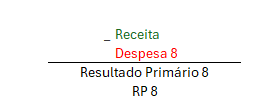 _ Receita
Despesa 8
Resultado Primário 8
RP 8